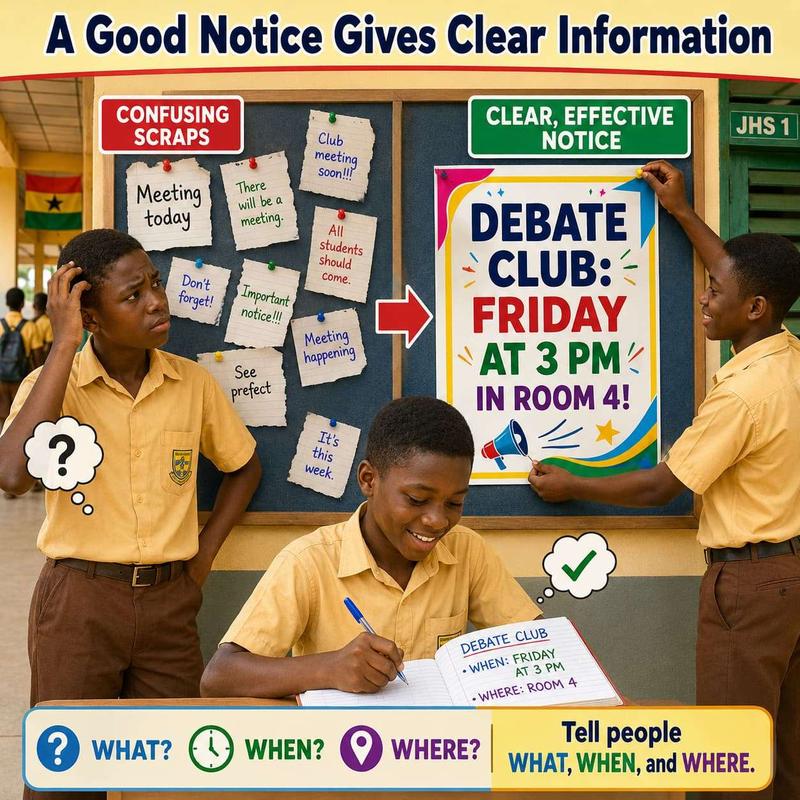 A Good Notice Gives Clear Information
CONFUSING
SCRAPS
Meeting
today
There
will be a
meeting.
Club
meeting
soon!!!
All
students
should
come.
Don't
forget!
Important
notice!!!
Meeting
happening
See
prefect
It's
this
week.
CLEAR, EFFECTIVE
NOTICE
DEBATE
CLUB:
FRIDAY
AT 3 PM
IN ROOM 4!
JHS 1
?
DEBATE CLUB
• WHEN: FRIDAY
AT 3 PM
• WHERE: ROOM 4
? WHAT?
WHEN?
WHERE?
Tell people
WHAT, WHEN, and WHERE.